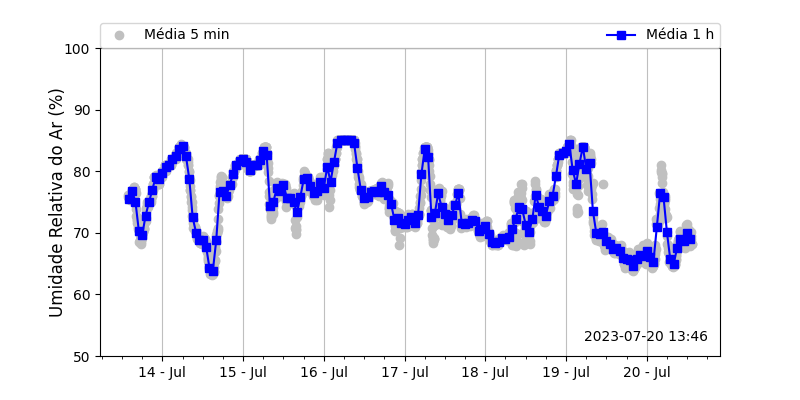 Média 5 min
Média 1 h
Umidade Relativa do Ar (%)
100
90
80
70
60
50
2023-07-20 13:46
14 - Jul
15 - Jul
16 - Jul
17 - Jul
18 - Jul
19 - Jul
20 - Jul